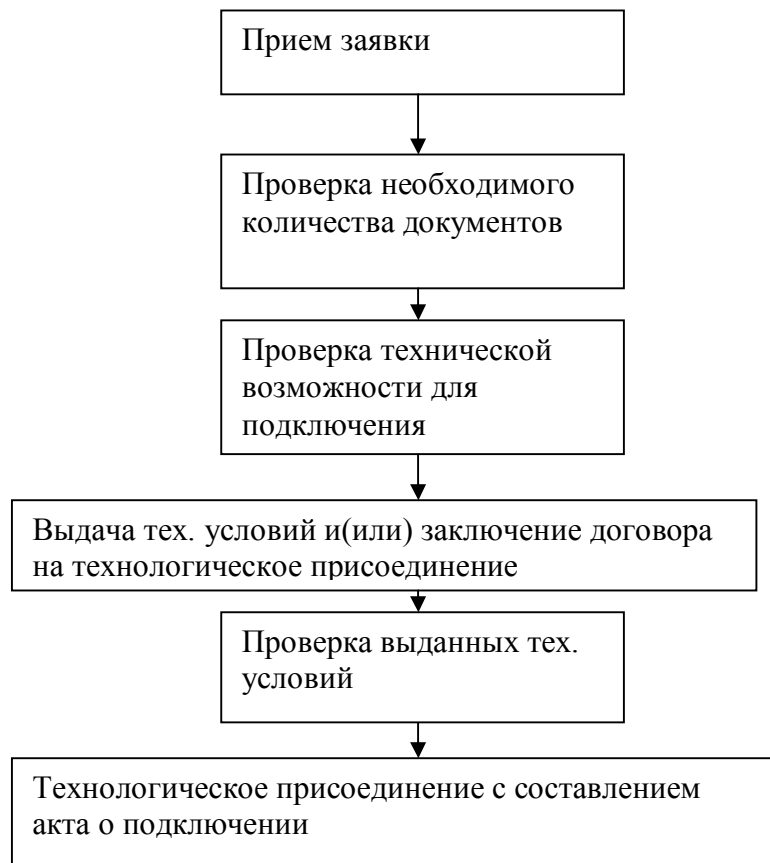 Прием заявки
Проверка необходимого
количества документов
Проверка технической
возможности для
подключения
Выдача тех. условий и(или) заключение договора
на технологическое присоединение
Проверка выданных тех.
условий
Технологическое присоединение с составлением
акта о подключении